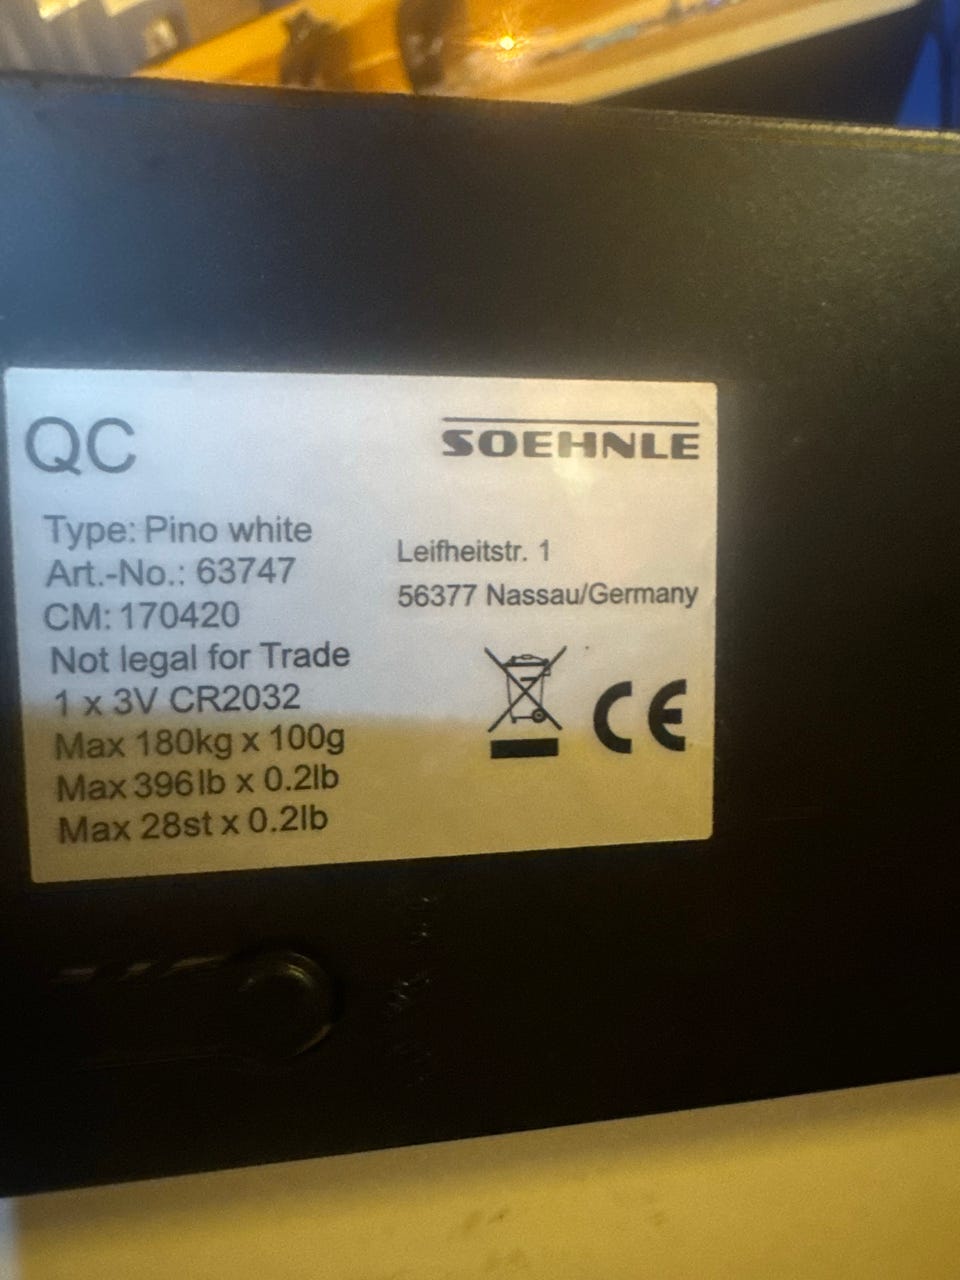 QC
SOEHNLE
Type: Pino white
Art.-No.: 63747
CM: 170420
Not legal for Trade
1 x 3V CR2032
Max 180kg x 100g
Max 396lb x 0.2lb
Max 28st x 0.2lb
Leifheitstr. 1
56377 Nassau/Germany
CE